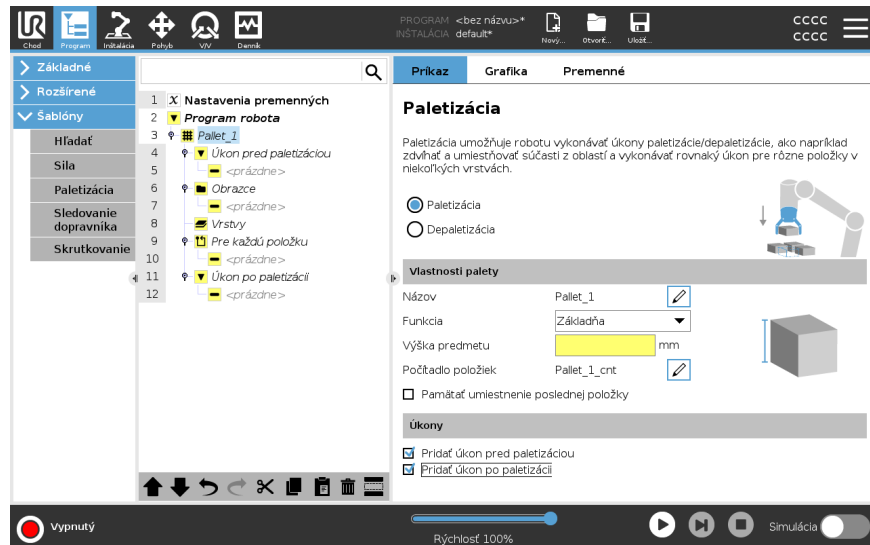 UR
Chod
Program
Inštalácia
Pohyb
V/V
Denník
PROGRAM <bez názvu>*
INŠTALÁCIA default*
Nový...
Otvoriť...
Uložiť...
CCCC
CCCC
Základné
Rozšírené
Šablóny
Hľadať
Sila
Paletizácia
Sledovanie
dopravníka
Skrutkovanie
1 X Nastavenia premenných
2 Program robota
3 Pallet_1
4 Úkon pred paletizáciou
5 <prázdne>
6 Obrazce
7 <prázdne>
8 Vrstvy
9 Pre každú položku
10 <prázdne>
11 Úkon po paletizácii
12 <prázdne>
Príkaz
Grafika
Premenné
Paletizácia
Paletizácia umožňuje robotu vykonávať úkony paletizácie/depaletizácie, ako napríklad
zdvíhať a umiestňovať súčasti z oblastí a vykonávať rovnaký úkon pre rôzne položky v
niekoľkých vrstvách.
Paletizácia
Depaletizácia
Vlastnosti palety
Názov Pallet_1
Funkcia Základňa
Výška predmetu mm
Počítadlo položiek Pallet_1_cnt
Pamätať umiestnenie poslednej položky
Úkony
Pridať úkon pred paletizáciou
Pridať úkon po paletizácii
Vypnutý
Rýchlosť 100%
Simulácia